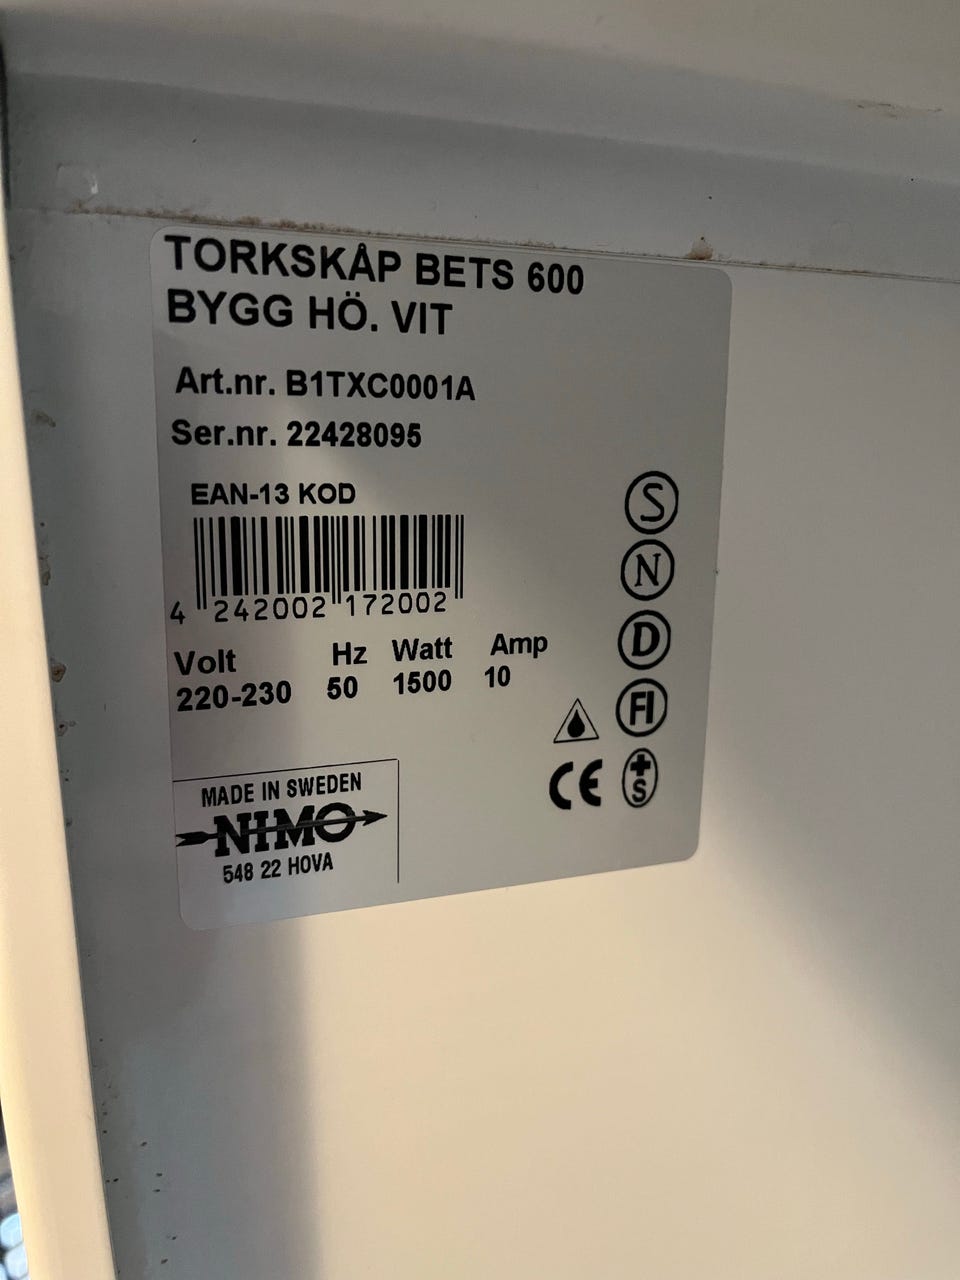 TORKSKÅP BETS 600
BYGG HÖ. VIT
Art.nr. B1TXC0001A
Ser.nr. 22428095
EAN-13 KOD
4 242002 172002
Volt Hz Watt Amp
220-230 50 1500 10
S
N
D
FI
+S
CE
MADE IN SWEDEN
NIMO
548 22 HOVA